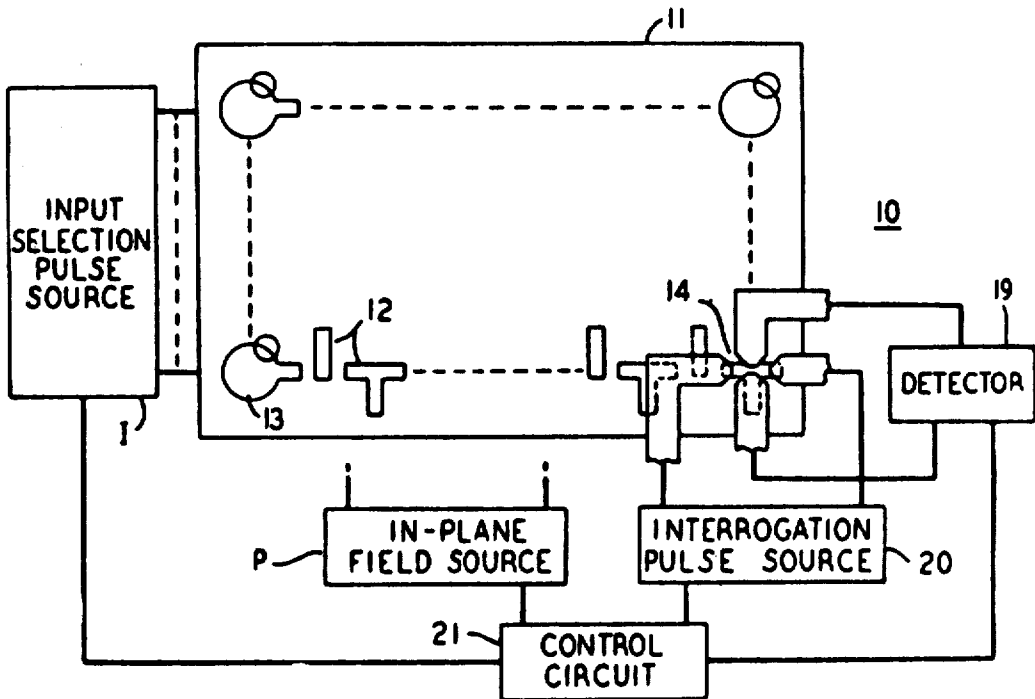 11
INPUT
SELECTION
PULSE
SOURCE
10
12
14
19
DETECTOR
13
I
IN-PLANE
FIELD SOURCE
P
INTERROGATION
PULSE SOURCE
20
21
CONTROL
CIRCUIT